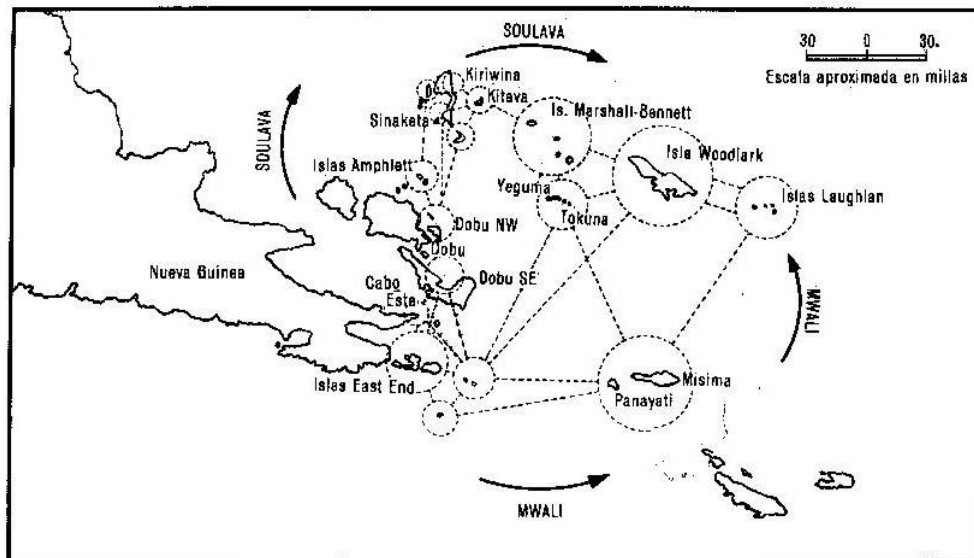 SOULAVA
30 0 30.
Escala aproximada en millas
Kiriwina
Kitava
Sinaketa
Is. Marshall-Bennett
SOULAVA
Isla Woodlark
Islas Amphlett
Yeguma
Tokuna
Islas Laughlan
Dobu NW
Dobu
Nueva Guinea
Cabo
Este
Dobu SE
MWALI
Islas East End
Misima
Panayati
MWALI